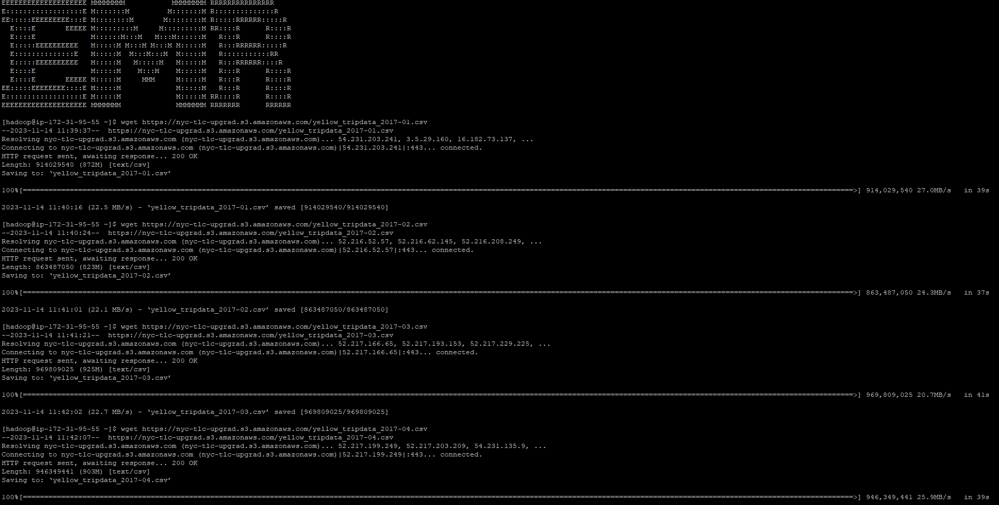 EEEEEEEEEEEEEEEEEEEE MMMMMMMM           MMMMMMMM RRRRRRRRRRRRRRR
E::::::::::::::::::E M:::::::M         M:::::::M R::::::::::::::R
EE:::::EEEEEEEEE:::E M::::::::M       M::::::::M R:::::RRRRRR:::::R
  E::::E       EEEEE M:::::::::M     M:::::::::M RR::::R      R::::R
  E::::E             M::::::M:::M   M:::M::::::M   R:::R      R::::R
  E:::::EEEEEEEEEE   M:::::M M:::M M:::M M:::::M   R:::RRRRRR:::::R
  E::::::::::::::E   M:::::M  M:::M:::M  M:::::M   R:::::::::::RR
  E:::::EEEEEEEEEE   M:::::M   M:::::M   M:::::M   R:::RRRRRR::::R
  E::::E             M:::::M    M:::M    M:::::M   R:::R      R::::R
  E::::E       EEEEE M:::::M     MMM     M:::::M   R:::R      R::::R
EE:::::EEEEEEEE::::E M:::::M             M:::::M   R:::R      R::::R
E::::::::::::::::::E M:::::M             M:::::M RR::::R      R::::R
EEEEEEEEEEEEEEEEEEEE MMMMMMM             MMMMMMM RRRRRRR      RRRRRR
[hadoop@ip-172-31-95-55 ~]$ wget https://nyc-tlc-upgrad.s3.amazonaws.com/yellow_tripdata_2017-01.csv
--2023-11-14 11:39:37--  https://nyc-tlc-upgrad.s3.amazonaws.com/yellow_tripdata_2017-01.csv
Resolving nyc-tlc-upgrad.s3.amazonaws.com (nyc-tlc-upgrad.s3.amazonaws.com)... 54.231.203.241, 3.5.29.160, 16.182.73.137, ...
Connecting to nyc-tlc-upgrad.s3.amazonaws.com (nyc-tlc-upgrad.s3.amazonaws.com)|54.231.203.241|:443... connected.
HTTP request sent, awaiting response... 200 OK
Length: 914029540 (872M) [text/csv]
Saving to: ‘yellow_tripdata_2017-01.csv’
100%[===================================================>] 914,029,540 27.0MB/s   in 39s
2023-11-14 11:40:16 (22.5 MB/s) - ‘yellow_tripdata_2017-01.csv’ saved [914029540/914029540]
[hadoop@ip-172-31-95-55 ~]$ wget https://nyc-tlc-upgrad.s3.amazonaws.com/yellow_tripdata_2017-02.csv
--2023-11-14 11:40:24--  https://nyc-tlc-upgrad.s3.amazonaws.com/yellow_tripdata_2017-02.csv
Resolving nyc-tlc-upgrad.s3.amazonaws.com (nyc-tlc-upgrad.s3.amazonaws.com)... 52.216.52.57, 52.216.62.145, 52.216.208.249, ...
Connecting to nyc-tlc-upgrad.s3.amazonaws.com (nyc-tlc-upgrad.s3.amazonaws.com)|52.216.52.57|:443... connected.
HTTP request sent, awaiting response... 200 OK
Length: 863487050 (823M) [text/csv]
Saving to: ‘yellow_tripdata_2017-02.csv’
100%[===================================================>] 863,487,050 24.3MB/s   in 37s
2023-11-14 11:41:01 (22.1 MB/s) - ‘yellow_tripdata_2017-02.csv’ saved [863487050/863487050]
[hadoop@ip-172-31-95-55 ~]$ wget https://nyc-tlc-upgrad.s3.amazonaws.com/yellow_tripdata_2017-03.csv
--2023-11-14 11:41:21--  https://nyc-tlc-upgrad.s3.amazonaws.com/yellow_tripdata_2017-03.csv
Resolving nyc-tlc-upgrad.s3.amazonaws.com (nyc-tlc-upgrad.s3.amazonaws.com)... 52.217.166.65, 52.217.193.153, 52.217.229.225, ...
Connecting to nyc-tlc-upgrad.s3.amazonaws.com (nyc-tlc-upgrad.s3.amazonaws.com)|52.217.166.65|:443... connected.
HTTP request sent, awaiting response... 200 OK
Length: 969809025 (925M) [text/csv]
Saving to: ‘yellow_tripdata_2017-03.csv’
100%[===================================================>] 969,809,025 20.7MB/s   in 41s
2023-11-14 11:42:02 (22.7 MB/s) - ‘yellow_tripdata_2017-03.csv’ saved [969809025/969809025]
[hadoop@ip-172-31-95-55 ~]$ wget https://nyc-tlc-upgrad.s3.amazonaws.com/yellow_tripdata_2017-04.csv
--2023-11-14 11:42:07--  https://nyc-tlc-upgrad.s3.amazonaws.com/yellow_tripdata_2017-04.csv
Resolving nyc-tlc-upgrad.s3.amazonaws.com (nyc-tlc-upgrad.s3.amazonaws.com)... 52.217.199.249, 52.217.203.209, 54.231.135.9, ...
Connecting to nyc-tlc-upgrad.s3.amazonaws.com (nyc-tlc-upgrad.s3.amazonaws.com)|52.217.199.249|:443... connected.
HTTP request sent, awaiting response... 200 OK
Length: 946349441 (903M) [text/csv]
Saving to: ‘yellow_tripdata_2017-04.csv’
100%[===================================================>] 946,349,441 25.9MB/s   in 39s